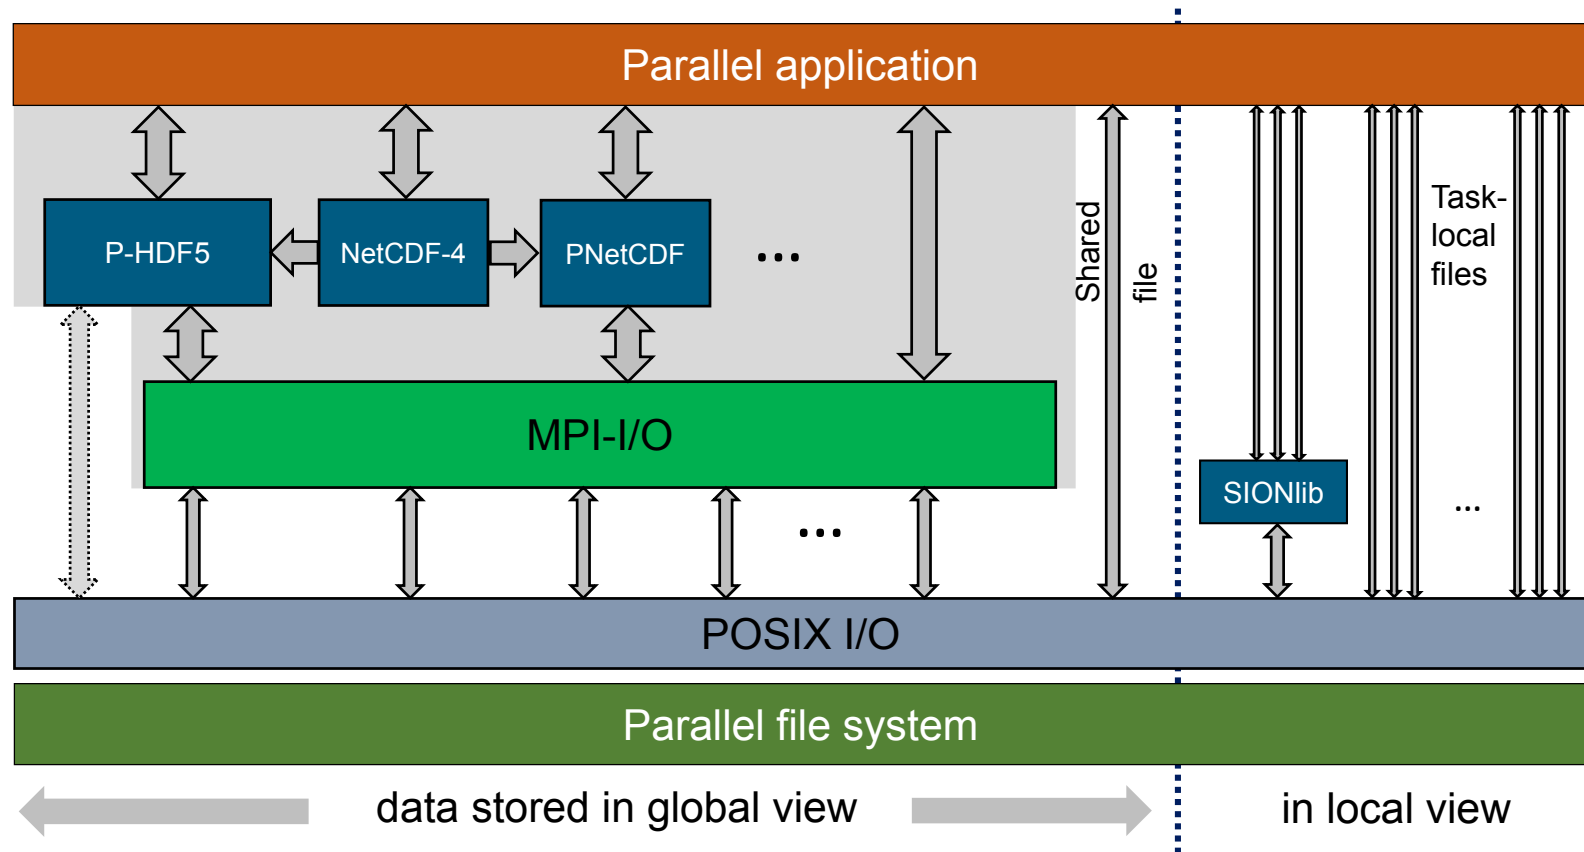 Parallel application
P-HDF5
NetCDF-4
PNetCDF
...
Shared
file
Task-
local
files
MPI-I/O
SIONlib
...
...
POSIX I/O
Parallel file system
data stored in global view
in local view